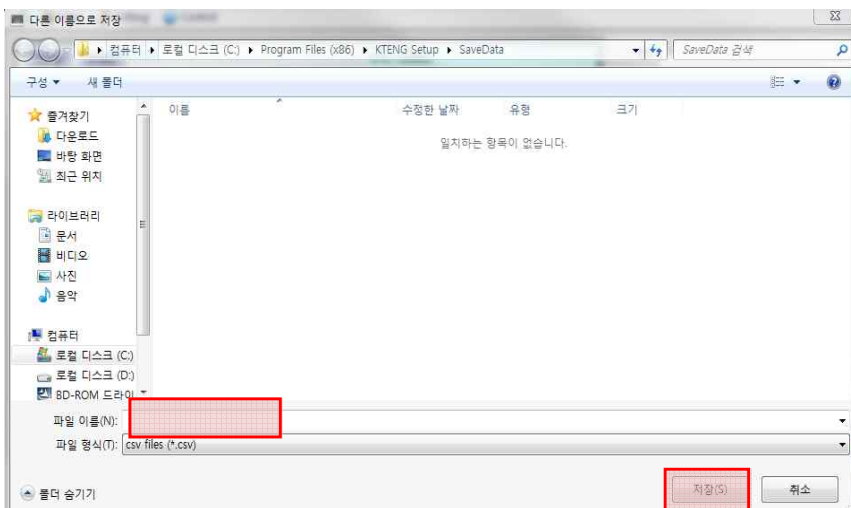 다른 이름으로 저장
컴퓨터 ▸ 로컬 디스크 (C:) ▸ Program Files (x86) ▸ KTENG Setup ▸ SaveData
SaveData 검색
구성 ▾ 새 폴더
이름 수정한 날짜 유형 크기
일치하는 항목이 없습니다.
즐겨찾기
다운로드
바탕 화면
최근 위치
라이브러리
문서
비디오
사진
음악
컴퓨터
로컬 디스크 (C:)
로컬 디스크 (D:)
BD-ROM 드라이
파일 이름(N):
파일 형식(T): csv files (*.csv)
폴더 숨기기
저장(S) 취소